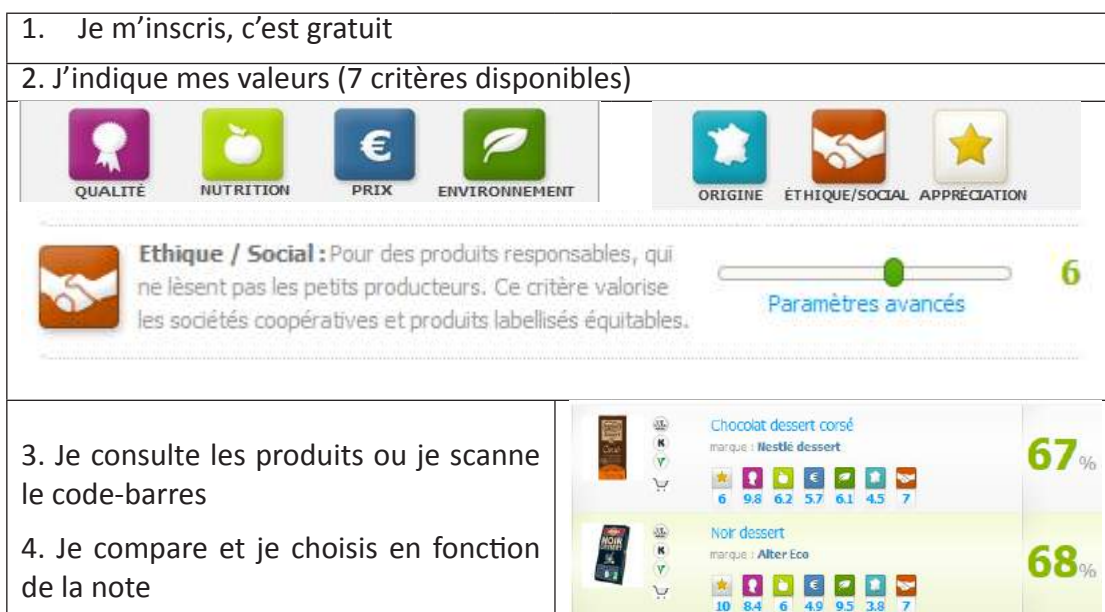 1. Je m’inscris, c’est gratuit
2. J’indique mes valeurs (7 critères disponibles)
QUALITÉ NUTRITION PRIX ENVIRONNEMENT
ORIGINE ÉTHIQUE/SOCIAL APPRÉCIATION
Ethique / Social : Pour des produits responsables, qui
ne lèsent pas les petits producteurs. Ce critère valorise
les sociétés coopératives et produits labellisés équitables.
6
Paramètres avancés
3. Je consulte les produits ou je scanne
le code-barres
4. Je compare et je choisis en fonction
de la note
Chocolat dessert corsé
marque : Nestlé dessert
6 9.8 6.2 5.7 6.1 4.5 7
67%
Noir dessert
marque : Alter Eco
10 8.4 6 4.9 9.5 3.8 7
68%